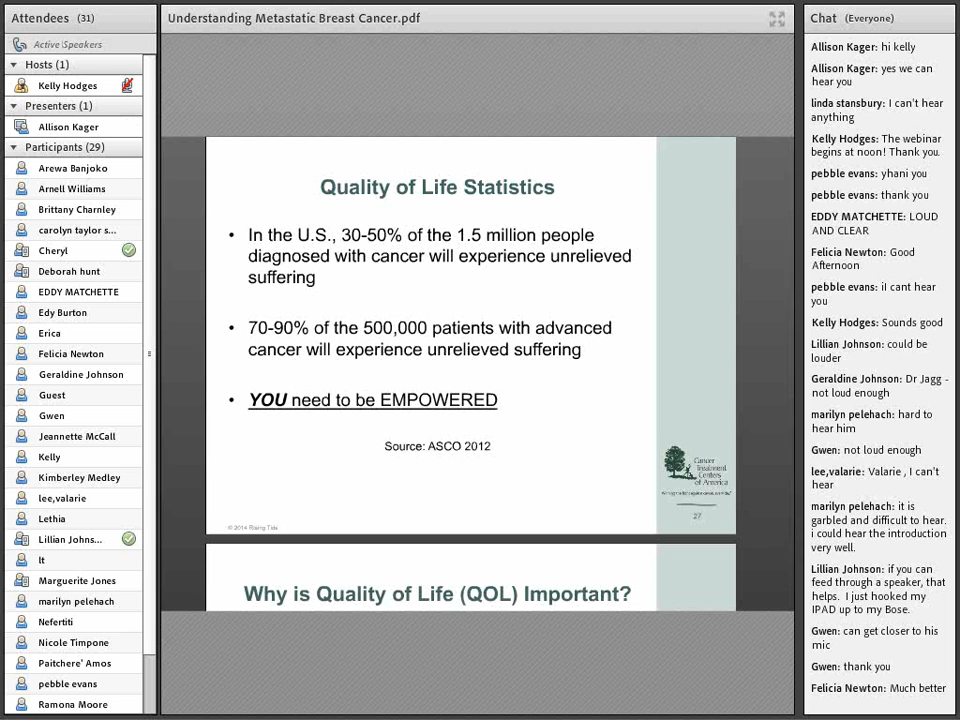 Attendees (31)
Active Speakers
Hosts (1)
Kelly Hodges
Presenters (1)
Allison Kager
Participants (29)
Arewa Banjoko
Arnell Williams
Brittany Charnley
carolyn taylor s...
Cheryl
Deborah hunt
EDDY MATCHETTE
Edy Burton
Erica
Felicia Newton
Geraldine Johnson
Guest
Gwen
Jeannette McCall
Kelly
Kimberley Medley
lee,valarie
Lethia
Lillian Johns...
lt
Marguerite Jones
marilyn pelehach
Nefertiti
Nicole Timpone
Paitchere' Amos
pebble evans
Ramona Moore
Understanding Metastatic Breast Cancer.pdf
Quality of Life Statistics
• In the U.S., 30-50% of the 1.5 million people
diagnosed with cancer will experience unrelieved
suffering
• 70-90% of the 500,000 patients with advanced
cancer will experience unrelieved suffering
• YOU need to be EMPOWERED
Source: ASCO 2012
Cancer
Treatment
Centers
of America
27
© 2014 Rising Tide
Why is Quality of Life (QOL) Important?
Chat (Everyone)
Allison Kager: hi kelly
Allison Kager: yes we can
hear you
linda stansbury: I can't hear
anything
Kelly Hodges: The webinar
begins at noon! Thank you.
pebble evans: yhani you
pebble evans: thank you
EDDY MATCHETTE: LOUD
AND CLEAR
Felicia Newton: Good
Afternoon
pebble evans: iI cant hear
you
Kelly Hodges: Sounds good
Lillian Johnson: could be
louder
Geraldine Johnson: Dr Jagg -
not loud enough
marilyn pelehach: hard to
hear him
Gwen: not loud enough
lee,valarie: Valarie , I can't
hear
marilyn pelehach: it is
garbled and difficult to hear.
i could hear the introduction
very well.
Lillian Johnson: if you can
feed through a speaker, that
helps. I just hooked my
IPAD up to my Bose.
Gwen: can get closer to his
mic
Gwen: thank you
Felicia Newton: Much better